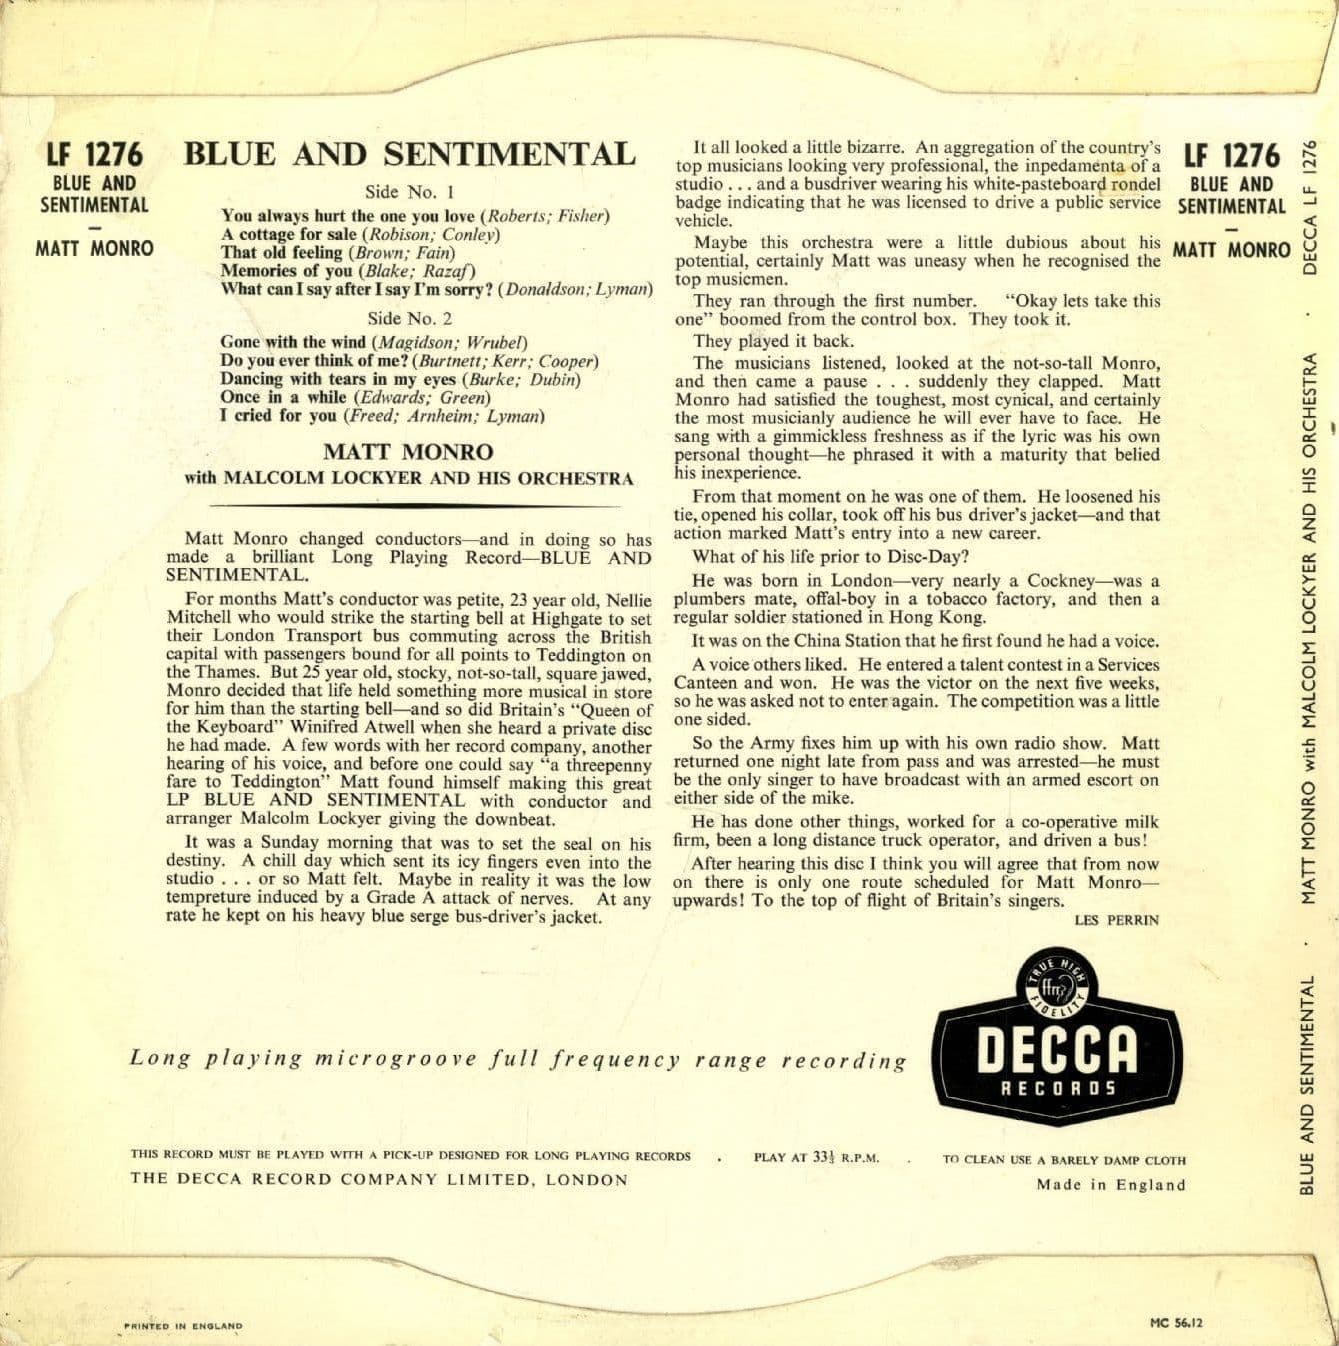 LF 1276
BLUE AND
SENTIMENTAL
–
MATT MONRO
BLUE AND SENTIMENTAL
Side No. 1
You always hurt the one you love (Roberts; Fisher)
A cottage for sale (Robison; Conley)
That old feeling (Brown; Fain)
Memories of you (Blake; Razaf)
What can I say after I say I'm sorry? (Donaldson; Lyman)
Side No. 2
Gone with the wind (Magidson; Wrubel)
Do you ever think of me? (Burtnett; Kerr; Cooper)
Dancing with tears in my eyes (Burke; Dubin)
Once in a while (Edwards; Green)
I cried for you (Freed; Arnheim; Lyman)
MATT MONRO
with MALCOLM LOCKYER AND HIS ORCHESTRA
Matt Monro changed conductors—and in doing so has
made a brilliant Long Playing Record—BLUE AND
SENTIMENTAL.
For months Matt's conductor was petite, 23 year old, Nellie
Mitchell who would strike the starting bell at Highgate to set
their London Transport bus commuting across the British
capital with passengers bound for all points to Teddington on
the Thames. But 25 year old, stocky, not-so-tall, square jawed,
Monro decided that life held something more musical in store
for him than the starting bell—and so did Britain's "Queen of
the Keyboard" Winifred Atwell when she heard a private disc
he had made. A few words with her record company, another
hearing of his voice, and before one could say "a threepenny
fare to Teddington" Matt found himself making this great
LP BLUE AND SENTIMENTAL with conductor and
arranger Malcolm Lockyer giving the downbeat.
It was a Sunday morning that was to set the seal on his
destiny. A chill day which sent its icy fingers even into the
studio . . . or so Matt felt. Maybe in reality it was the low
tempreture induced by a Grade A attack of nerves. At any
rate he kept on his heavy blue serge bus-driver's jacket.
It all looked a little bizarre. An aggregation of the country's
top musicians looking very professional, the inpedamenta of a
studio . . . and a busdriver wearing his white-pasteboard rondel
badge indicating that he was licensed to drive a public service
vehicle.
Maybe this orchestra were a little dubious about his
potential, certainly Matt was uneasy when he recognised the
top musicmen.
They ran through the first number. "Okay lets take this
one" boomed from the control box. They took it.
They played it back.
The musicians listened, looked at the not-so-tall Monro,
and then came a pause . . . suddenly they clapped. Matt
Monro had satisfied the toughest, most cynical, and certainly
the most musicianly audience he will ever have to face. He
sang with a gimmickless freshness as if the lyric was his own
personal thought—he phrased it with a maturity that belied
his inexperience.
From that moment on he was one of them. He loosened his
tie, opened his collar, took off his bus driver's jacket—and that
action marked Matt's entry into a new career.
What of his life prior to Disc-Day?
He was born in London—very nearly a Cockney—was a
plumbers mate, offal-boy in a tobacco factory, and then a
regular soldier stationed in Hong Kong.
It was on the China Station that he first found he had a voice.
A voice others liked. He entered a talent contest in a Services
Canteen and won. He was the victor on the next five weeks,
so he was asked not to enter again. The competition was a little
one sided.
So the Army fixes him up with his own radio show. Matt
returned one night late from pass and was arrested—he must
be the only singer to have broadcast with an armed escort on
either side of the mike.
He has done other things, worked for a co-operative milk
firm, been a long distance truck operator, and driven a bus!
After hearing this disc I think you will agree that from now
on there is only one route scheduled for Matt Monro—
upwards! To the top of flight of Britain's singers.
LES PERRIN
LF 1276
BLUE AND
SENTIMENTAL
–
MATT MONRO
BLUE AND SENTIMENTAL · MATT MONRO with MALCOLM LOCKYER AND HIS ORCHESTRA · DECCA LF 1276
Long playing microgroove full frequency range recording
TRUE HIGH
ffrr
FIDELITY
DECCA
RECORDS
THIS RECORD MUST BE PLAYED WITH A PICK-UP DESIGNED FOR LONG PLAYING RECORDS . PLAY AT 33⅓ R.P.M. . TO CLEAN USE A BARELY DAMP CLOTH
THE DECCA RECORD COMPANY LIMITED, LONDON
Made in England
PRINTED IN ENGLAND
MC 56.12